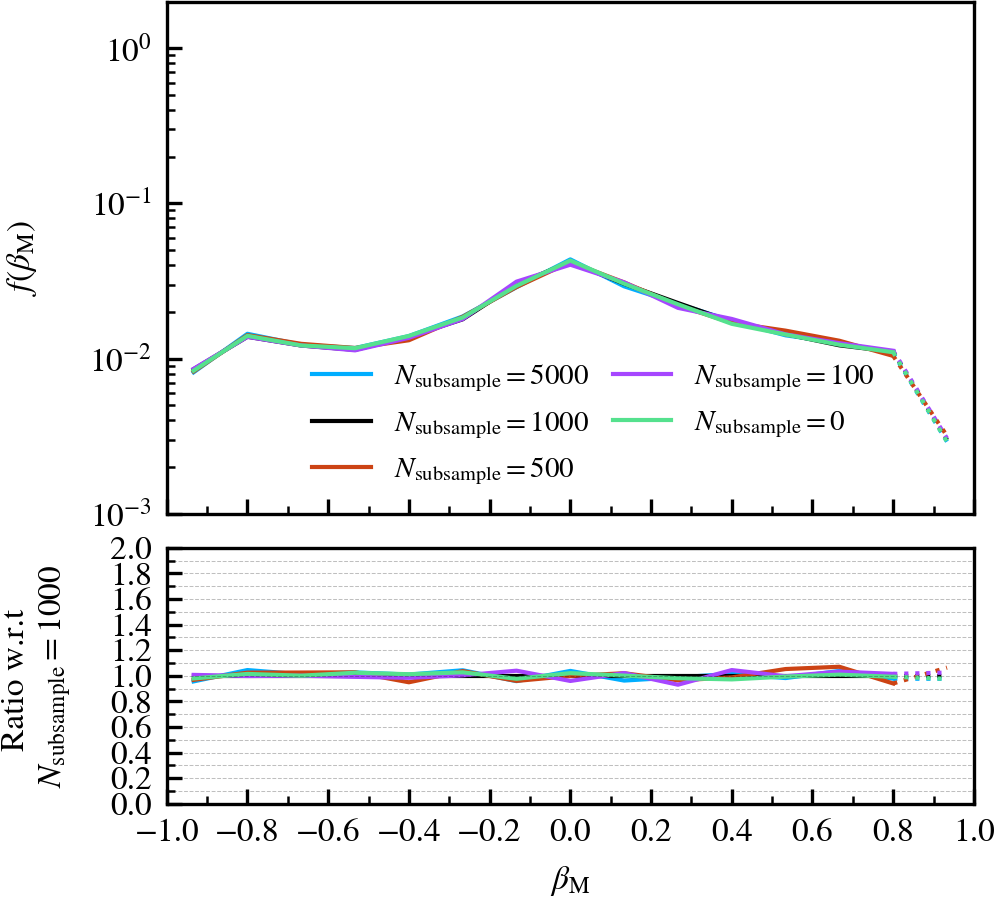 10⁰
10⁻¹
10⁻²
10⁻³
f(β_M)
N_subsample = 5000
N_subsample = 1000
N_subsample = 500
N_subsample = 100
N_subsample = 0
2.0
1.8
1.6
1.4
1.2
1.0
0.8
0.6
0.4
0.2
0.0
Ratio w.r.t
N_subsample = 1000
−1.0 −0.8 −0.6 −0.4 −0.2 0.0 0.2 0.4 0.6 0.8 1.0
β_M